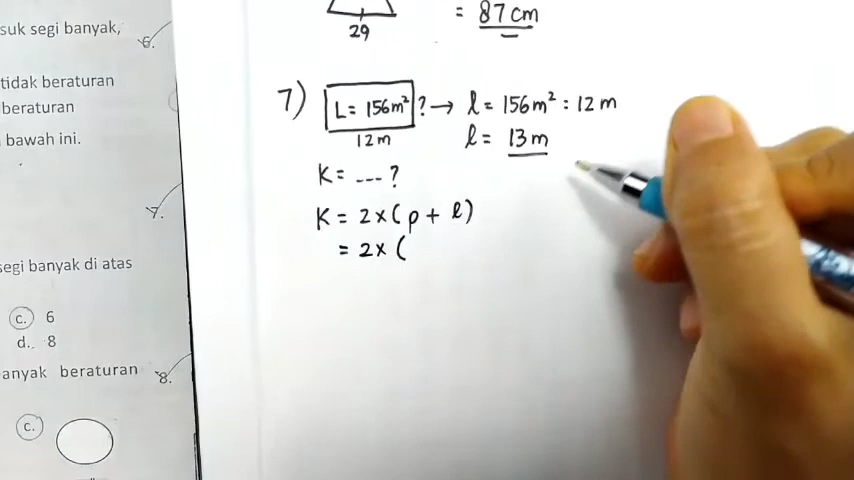 suk segi banyak,
6.
tidak beraturan
beraturan
bawah ini.
7.
segi banyak di atas
c. 6
d. 8
anyak beraturan
8.
c.
29
= 87 cm
7) L = 156 m² ? → l = 156 m² : 12 m
12 m
l = 13 m
K = --- ?
K = 2 × ( p + l )
= 2 × (